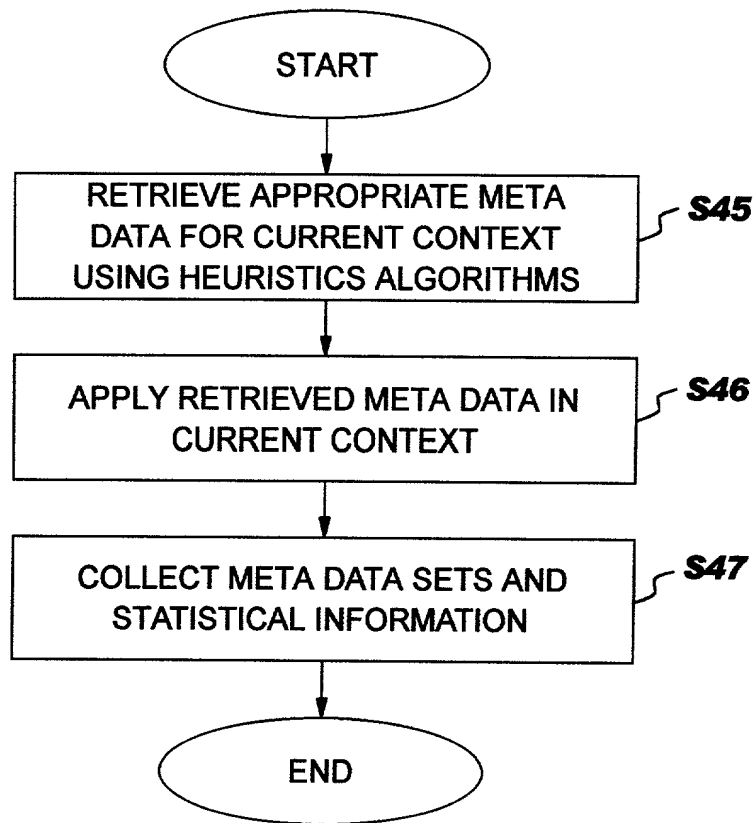 START
RETRIEVE APPROPRIATE META
DATA FOR CURRENT CONTEXT
USING HEURISTICS ALGORITHMS
S45
APPLY RETRIEVED META DATA IN
CURRENT CONTEXT
S46
COLLECT META DATA SETS AND
STATISTICAL INFORMATION
S47
END